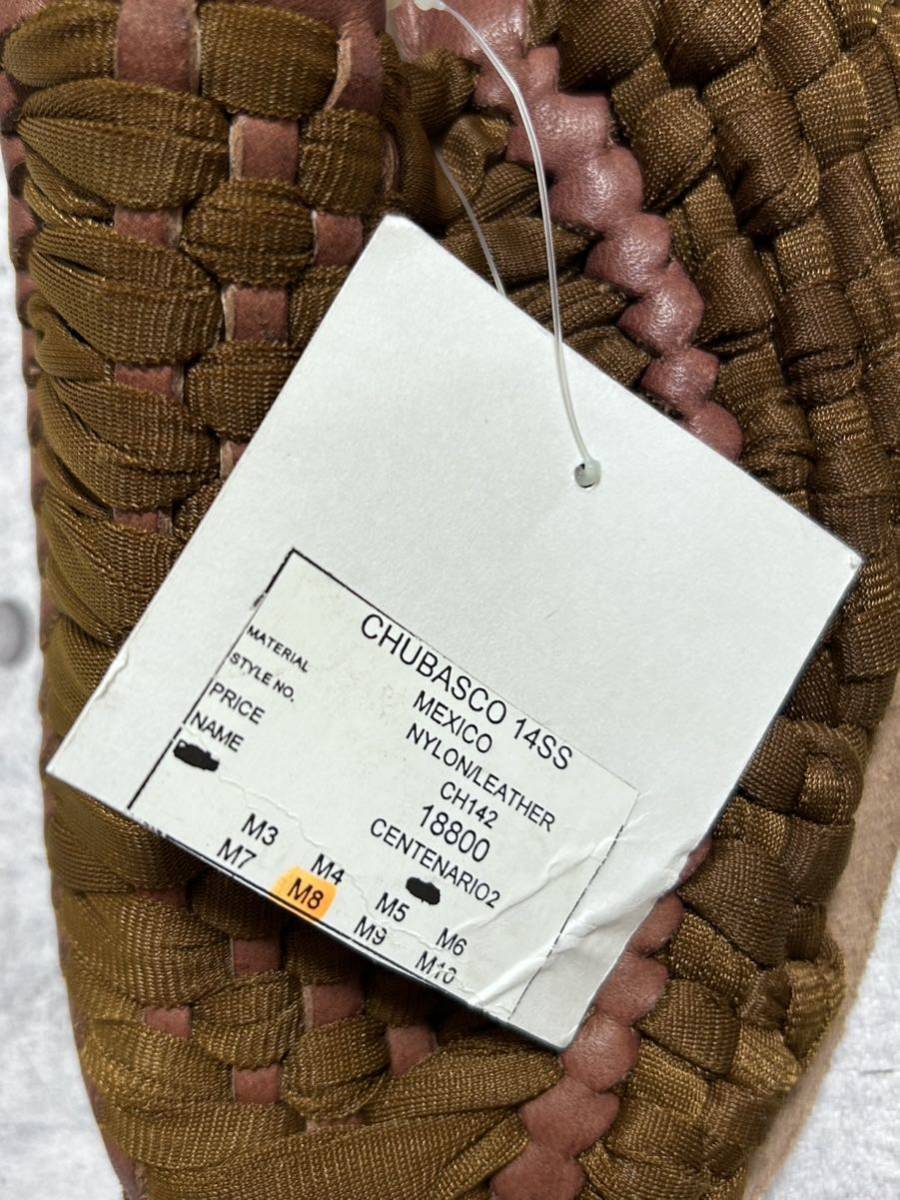 CHUBASCO 14SS
MEXICO
MATERIAL NYLON/LEATHER
STYLE NO. CH142
PRICE 18800
NAME CENTENARIO2
M3 M4 M5 M6
M7 M8 M9 M10